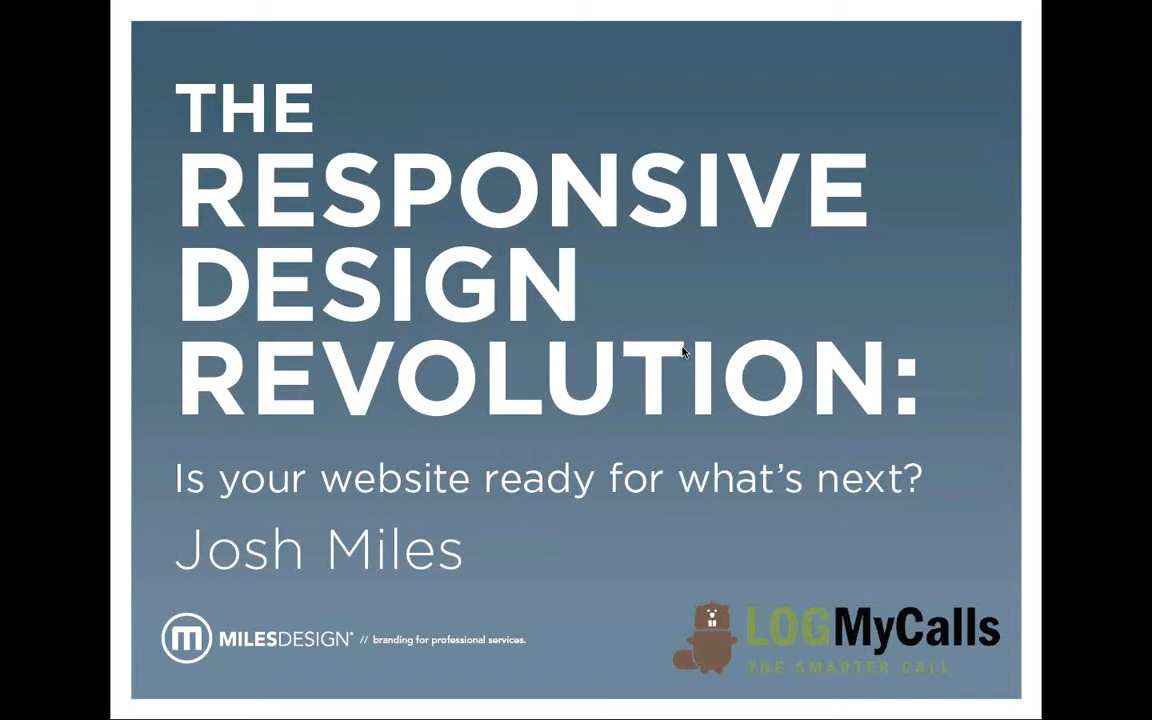 THE
RESPONSIVE
DESIGN
REVOLUTION:
Is your website ready for what's next?
Josh Miles
m MILESDESIGN® // branding for professional services.
LOGMyCalls
THE SMARTER CALL